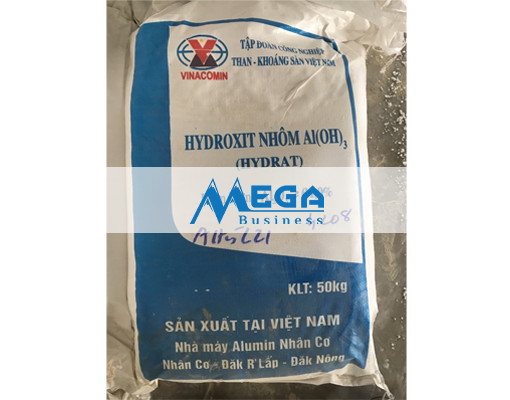 TẬP ĐOÀN CÔNG NGHIỆP
THAN - KHOÁNG SẢN VIỆT NAM
VINACOMIN
HYDROXIT NHÔM Al(OH)3
(HYDRAT)
MEGA
Business
KLT: 50kg
SẢN XUẤT TẠI VIỆT NAM
Nhà máy Alumin Nhân Cơ
Nhân Cơ - Đăk R'Lấp - Đăk Nông